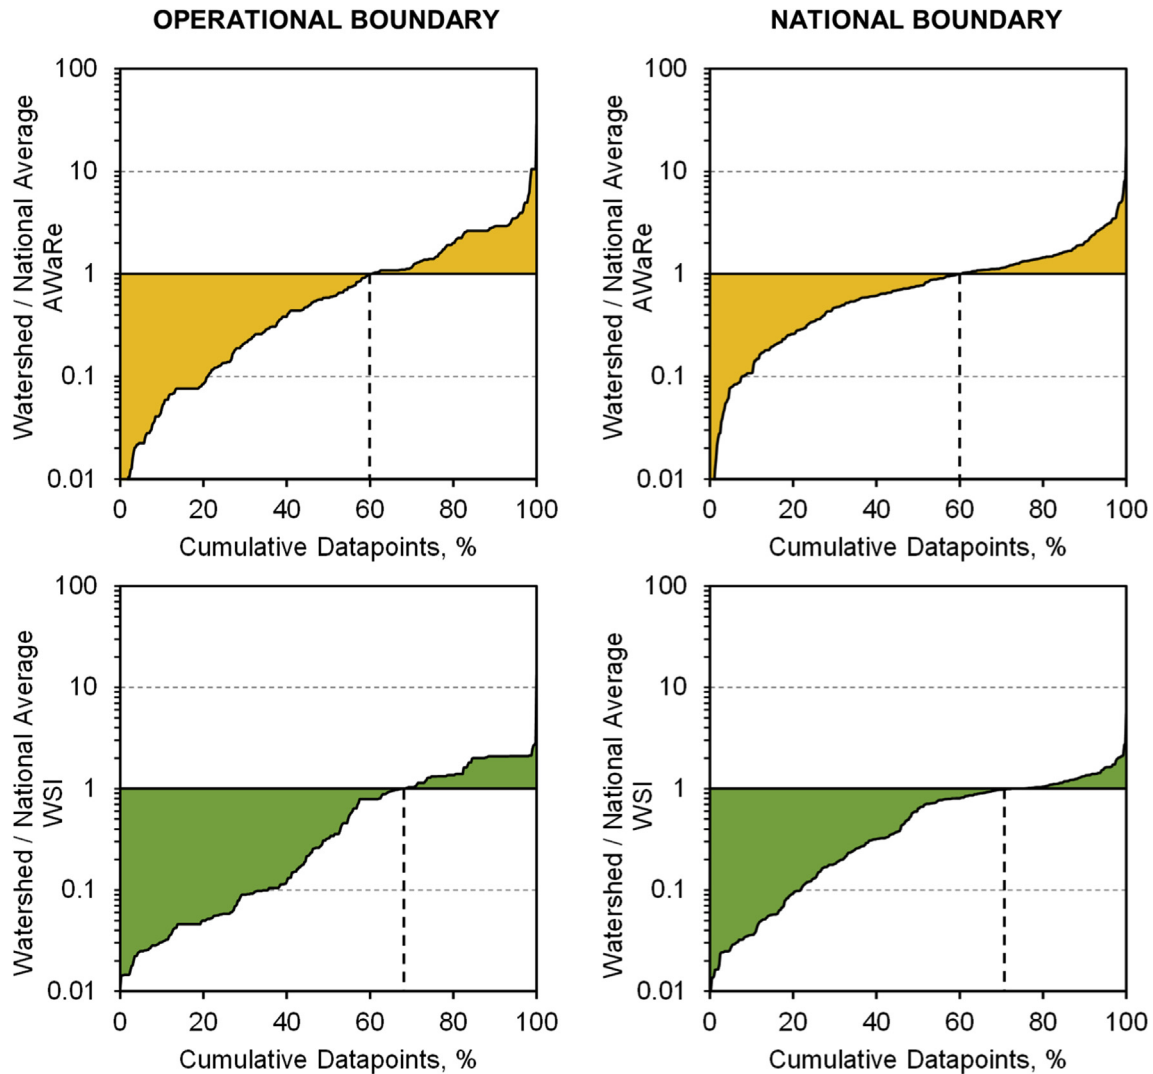 OPERATIONAL BOUNDARY
NATIONAL BOUNDARY
Watershed / National Average
AWaRe
100
10
1
0.1
0.01
0 20 40 60 80 100
Cumulative Datapoints, %
Watershed / National Average
AWaRe
100
10
1
0.1
0.01
0 20 40 60 80 100
Cumulative Datapoints, %
Watershed / National Average
WSI
100
10
1
0.1
0.01
0 20 40 60 80 100
Cumulative Datapoints, %
Watershed / National Average
WSI
100
10
1
0.1
0.01
0 20 40 60 80 100
Cumulative Datapoints, %